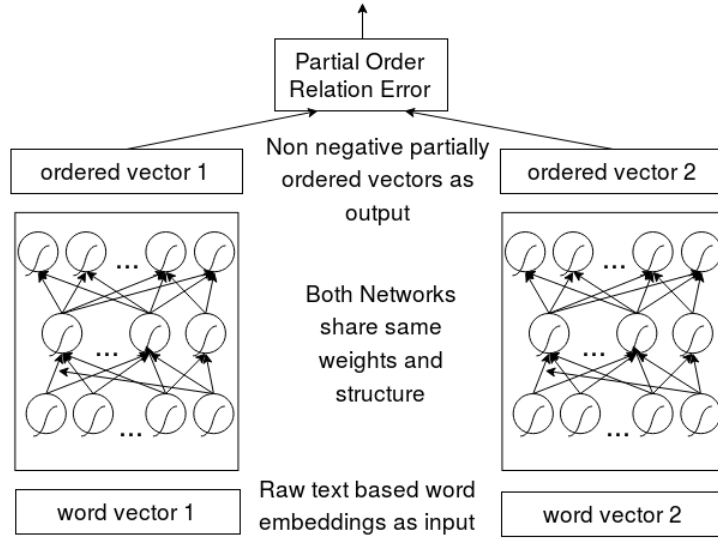 Partial Order
Relation Error
ordered vector 1
Non negative partially
ordered vectors as
output
ordered vector 2
...
...
Both Networks
share same
weights and
structure
...
...
...
...
word vector 1
Raw text based word
embeddings as input
word vector 2